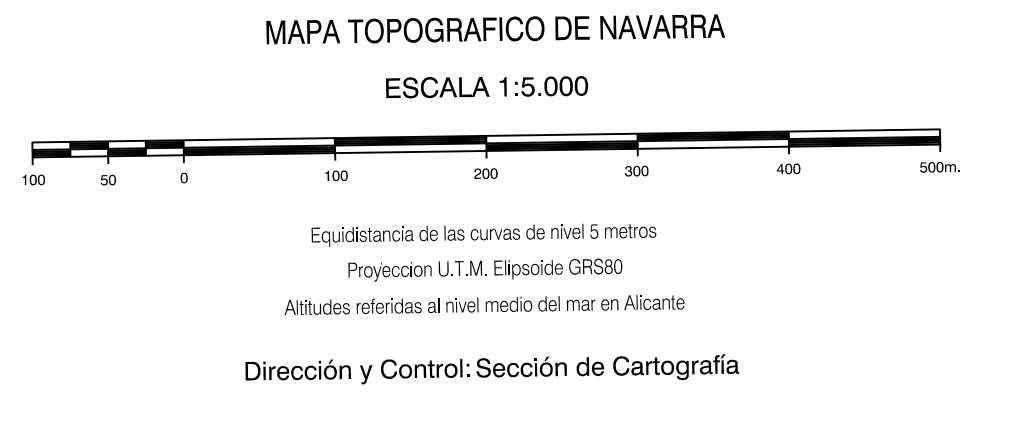 MAPA TOPOGRAFICO DE NAVARRA
ESCALA 1:5.000
100 50 0 100 200 300 400 500m.
Equidistancia de las curvas de nivel 5 metros
Proyeccion U.T.M. Elipsoide GRS80
Altitudes referidas al nivel medio del mar en Alicante
Dirección y Control: Sección de Cartografía